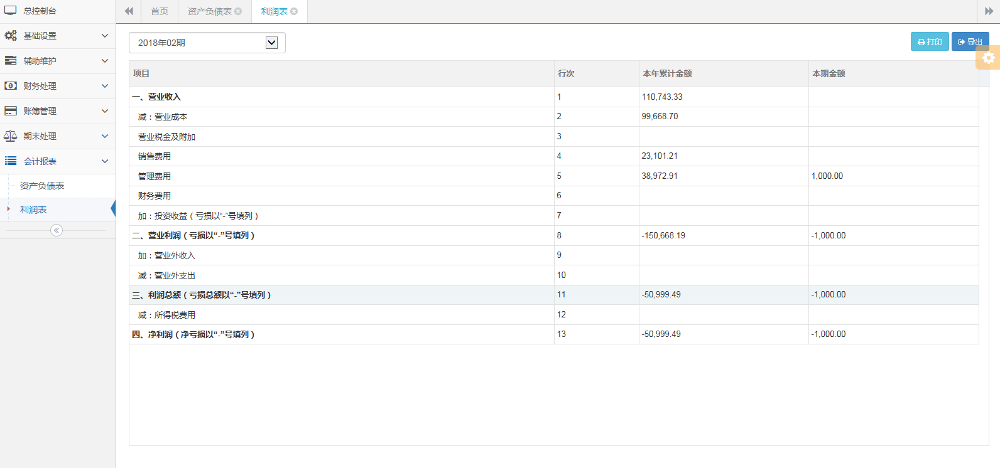 总控制台
基础设置
辅助维护
财务处理
账簿管理
期末处理
会计报表
资产负债表
利润表
首页 资产负债表 利润表
2018年02期
打印 导出
项目 行次 本年累计金额 本期金额
一、营业收入 1 110,743.33
减：营业成本 2 99,668.70
营业税金及附加 3
销售费用 4 23,101.21
管理费用 5 38,972.91 1,000.00
财务费用 6
加：投资收益（亏损以“-”号填列） 7
二、营业利润（亏损以“-”号填列） 8 -150,668.19 -1,000.00
加：营业外收入 9
减：营业外支出 10
三、利润总额（亏损总额以“-”号填列） 11 -50,999.49 -1,000.00
减：所得税费用 12
四、净利润（净亏损以“-”号填列） 13 -50,999.49 -1,000.00